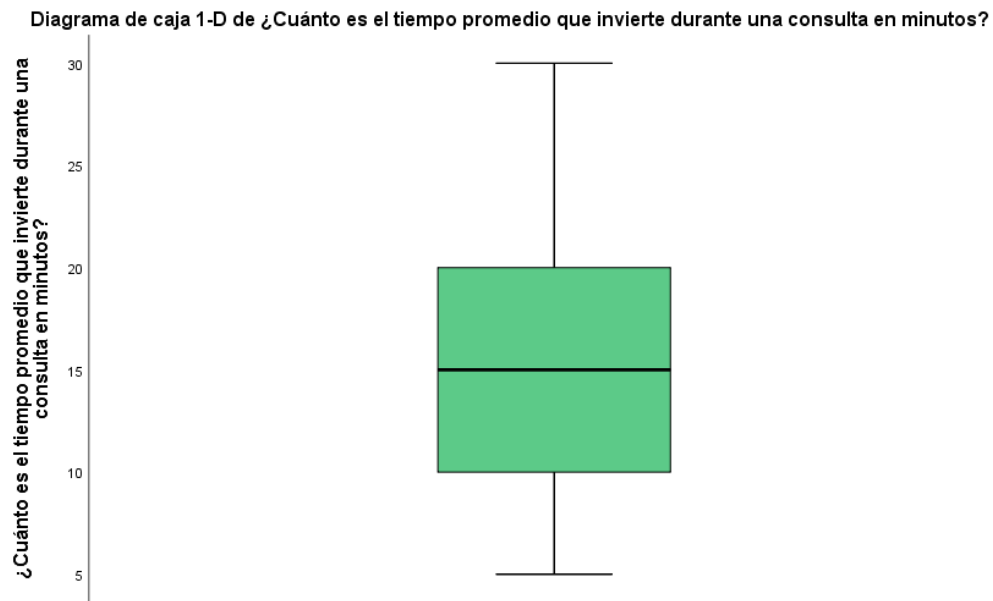 Diagrama de caja 1-D de ¿Cuánto es el tiempo promedio que invierte durante una consulta en minutos?
¿Cuánto es el tiempo promedio que invierte durante una
consulta en minutos?
30
25
20
15
10
5